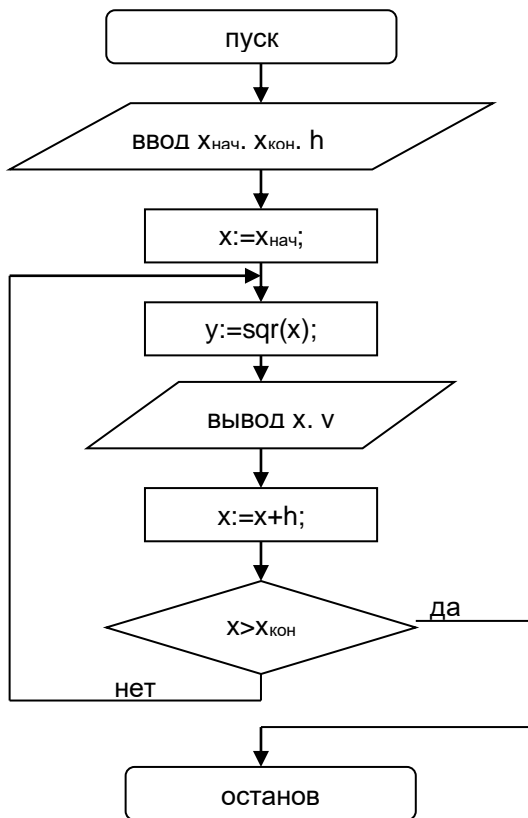 пуск
ввод xнач, xкон, h
x:=xнач;
y:=sqr(x);
вывод x, y
x:=x+h;
x>xкон
да
нет
останов